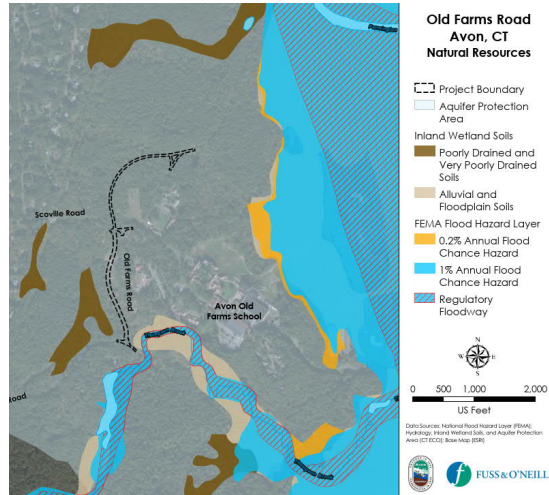 Old Farms Road
Avon, CT
Natural Resources
Project Boundary
Aquifer Protection
Area
Inland Wetland Soils
Poorly Drained and
Very Poorly Drained
Soils
Alluvial and
Floodplain Soils
FEMA Flood Hazard Layer
0.2% Annual Flood
Chance Hazard
1% Annual Flood
Chance Hazard
Regulatory
Floodway
N
W
E
S
0 500 1,000 2,000
US Feet
Data Sources: National Flood Hazard Layer (FEMA);
Hydrology, Inland Wetland Soils, and Aquifer Protection
Area (CT ECO); Base Map (ESRI)
FUSS & O'NEILL
Scoville Road
Old Farms Road
Avon Old
Farms School
Road